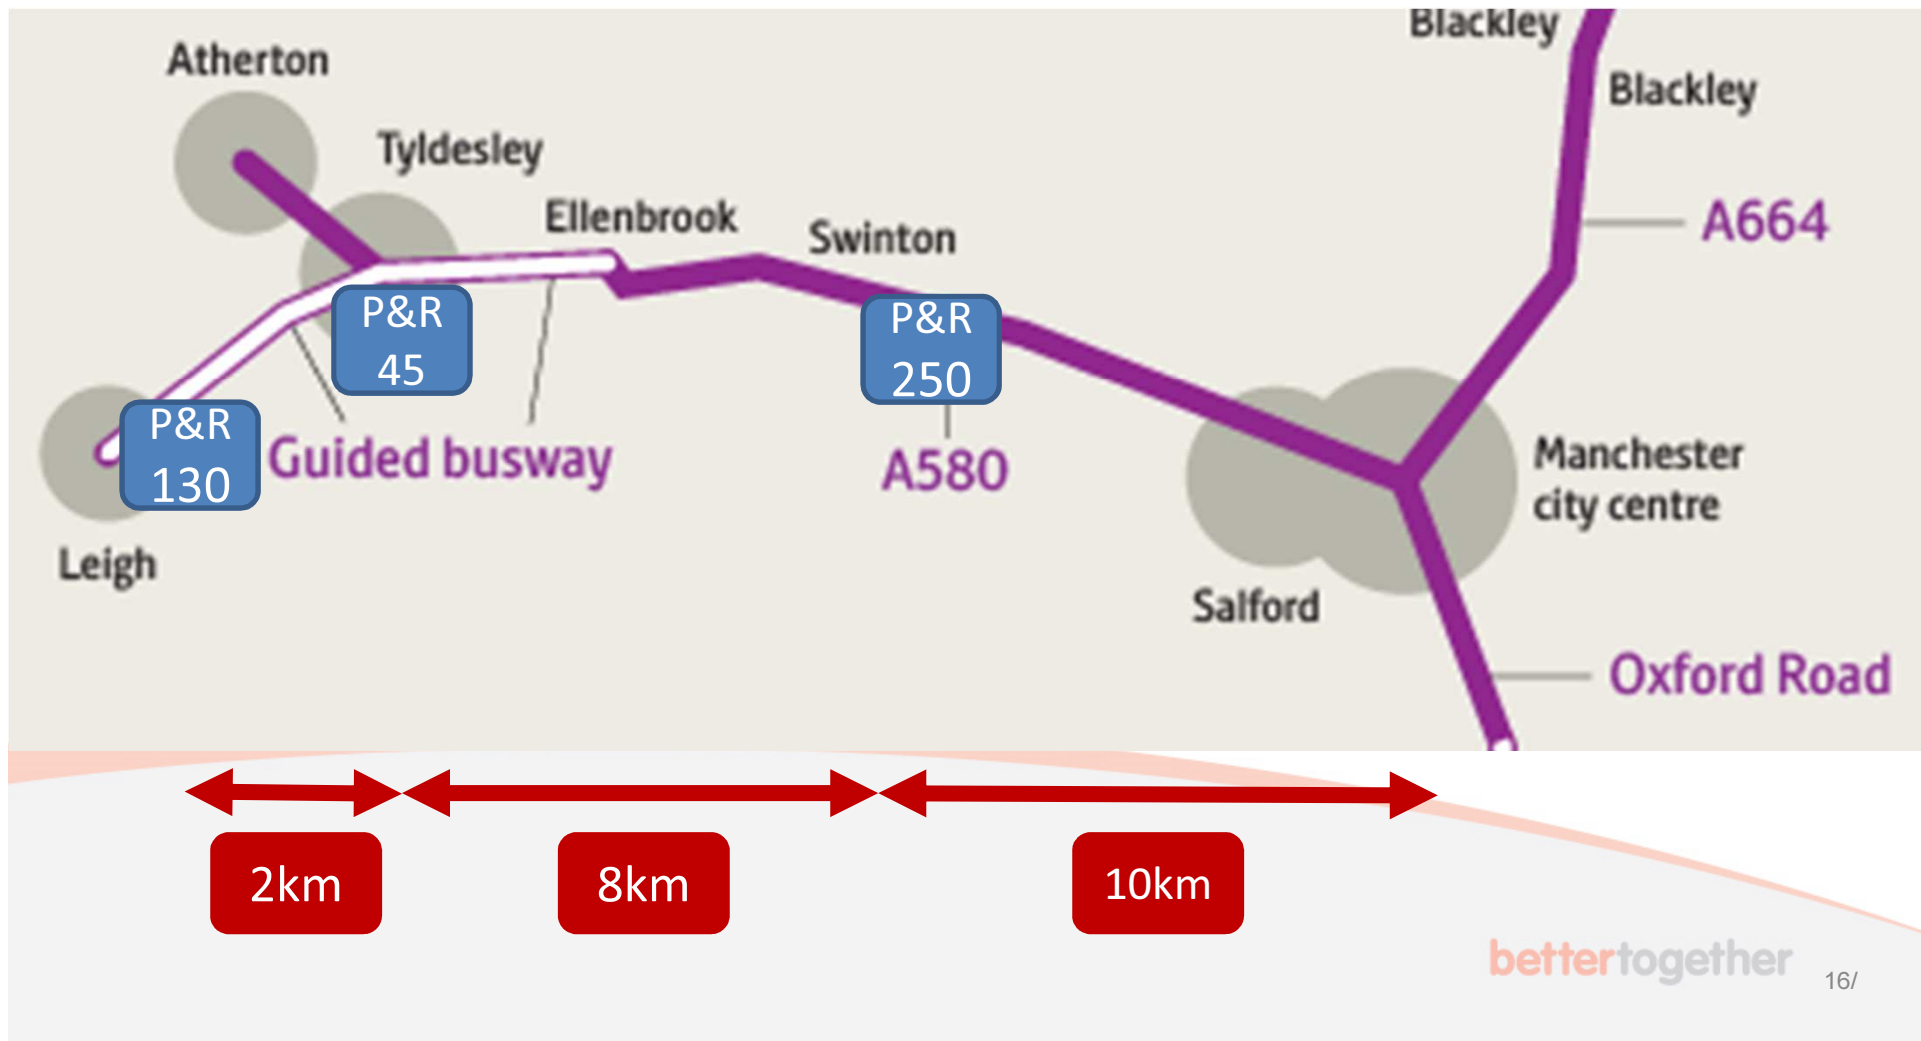 Blackley
Atherton
Blackley
Tyldesley
Ellenbrook
Swinton
A664
P&R
45
P&R
250
P&R
130
Guided busway
A580
Manchester
city centre
Leigh
Salford
Oxford Road
2km
8km
10km
bettertogether
16/